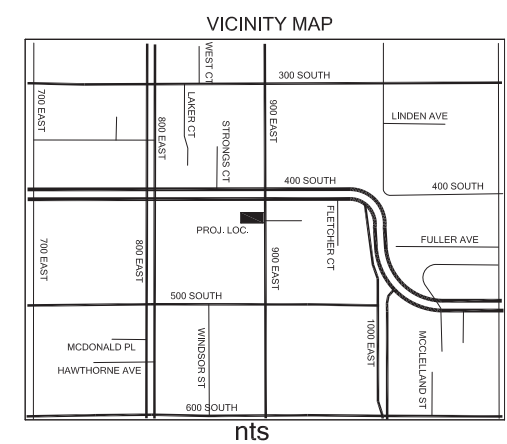 VICINITY MAP
WEST CT
300 SOUTH
700 EAST
LAKER CT
900 EAST
LINDEN AVE
800 EAST
STRONGS CT
400 SOUTH
400 SOUTH
PROJ. LOC.
FLETCHER CT
FULLER AVE
700 EAST
800 EAST
900 EAST
500 SOUTH
MCDONALD PL
WINDSOR ST
1000 EAST
MCCLELLAND ST
HAWTHORNE AVE
600 SOUTH
nts